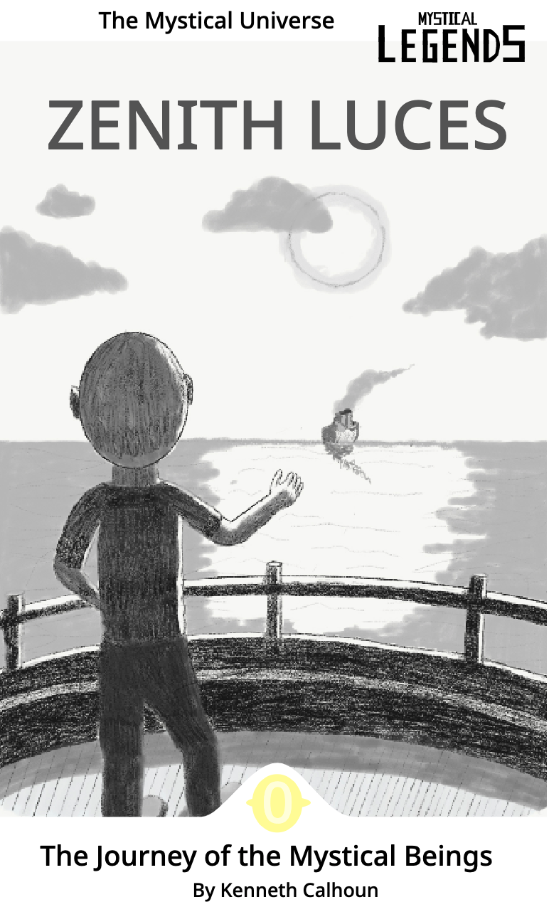 The Mystical Universe
MYSTICAL
LEGENDS
ZENITH LUCES
0
The Journey of the Mystical Beings
By Kenneth Calhoun